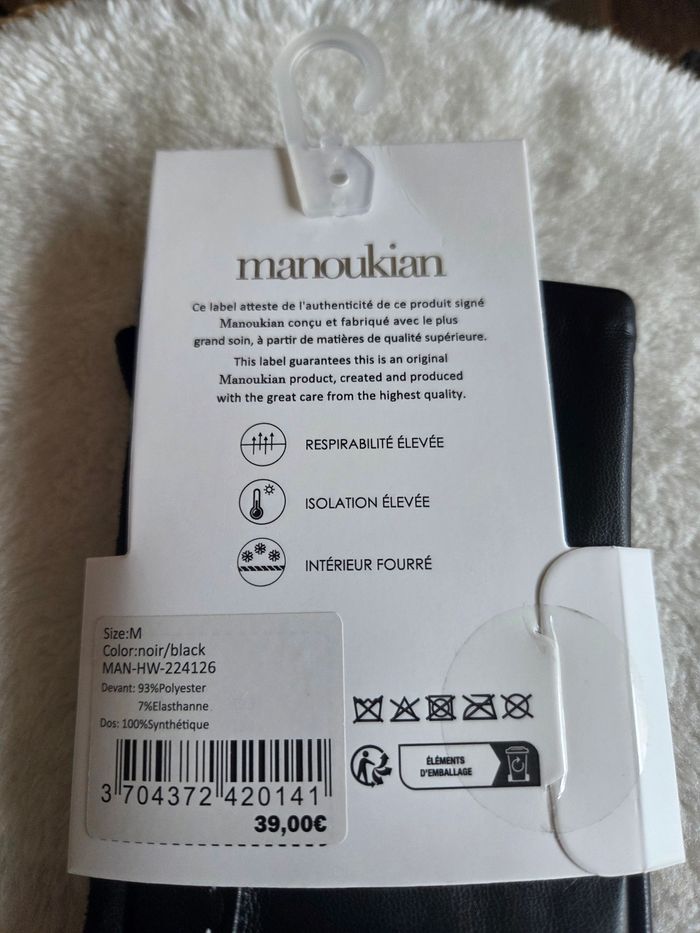 manoukian
Ce label atteste de l'authenticité de ce produit signé
Manoukian conçu et fabriqué avec le plus
grand soin, à partir de matières de qualité supérieure.
This label guarantees this is an original
Manoukian product, created and produced
with the great care from the highest quality.
RESPIRABILITÉ ÉLEVÉE
ISOLATION ÉLEVÉE
INTÉRIEUR FOURRÉ
Size:M
Color:noir/black
MAN-HW-224126
Devant: 93%Polyester
7%Elasthanne
Dos: 100%Synthétique
3 704372 420141
39,00€
ÉLÉMENTS
D'EMBALLAGE